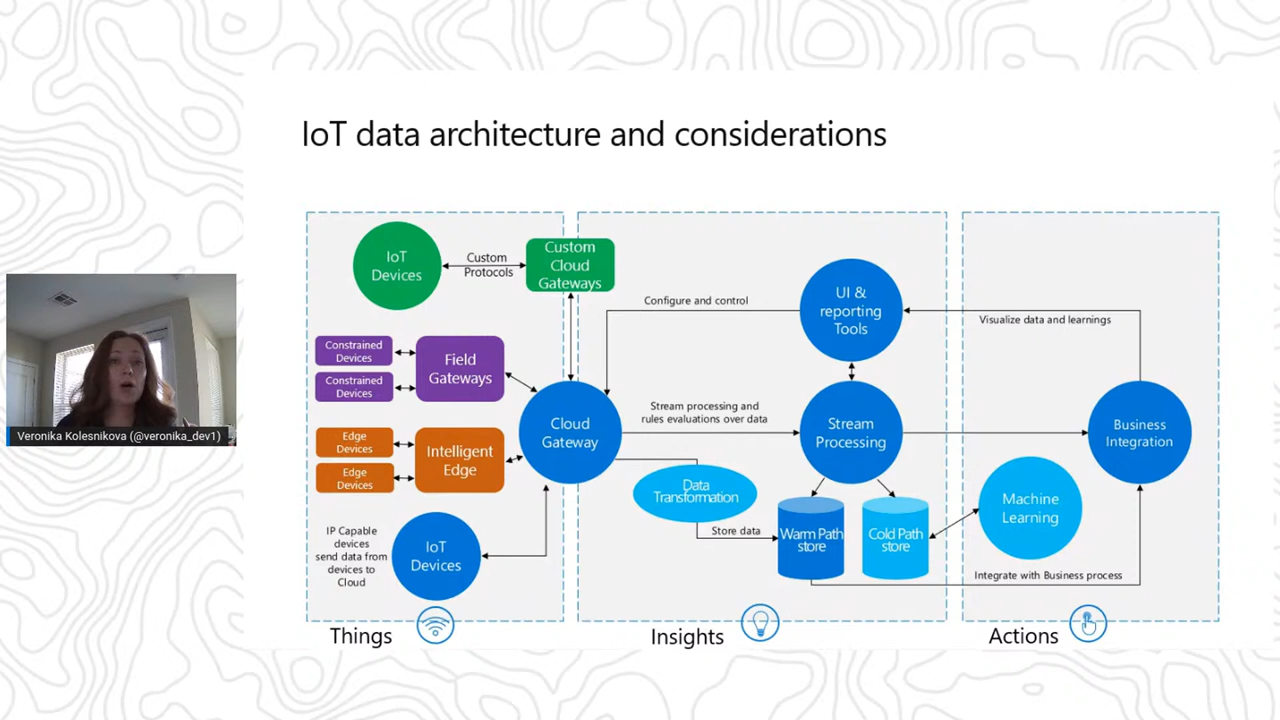 IoT data architecture and considerations
IoT
Devices
Custom
Protocols
Custom
Cloud
Gateways
Constrained
Devices
Constrained
Devices
Field
Gateways
Edge
Devices
Edge
Devices
Intelligent
Edge
IP Capable
devices
send data from
devices to
Cloud
IoT
Devices
Cloud
Gateway
Configure and control
Stream processing and
rules evaluations over data
Data
Transformation
Store data
UI &
reporting
Tools
Stream
Processing
Warm Path
store
Cold Path
store
Visualize data and learnings
Business
Integration
Machine
Learning
Integrate with Business process
Things
Insights
Actions
Veronika Kolesnikova (@veronika_dev1)